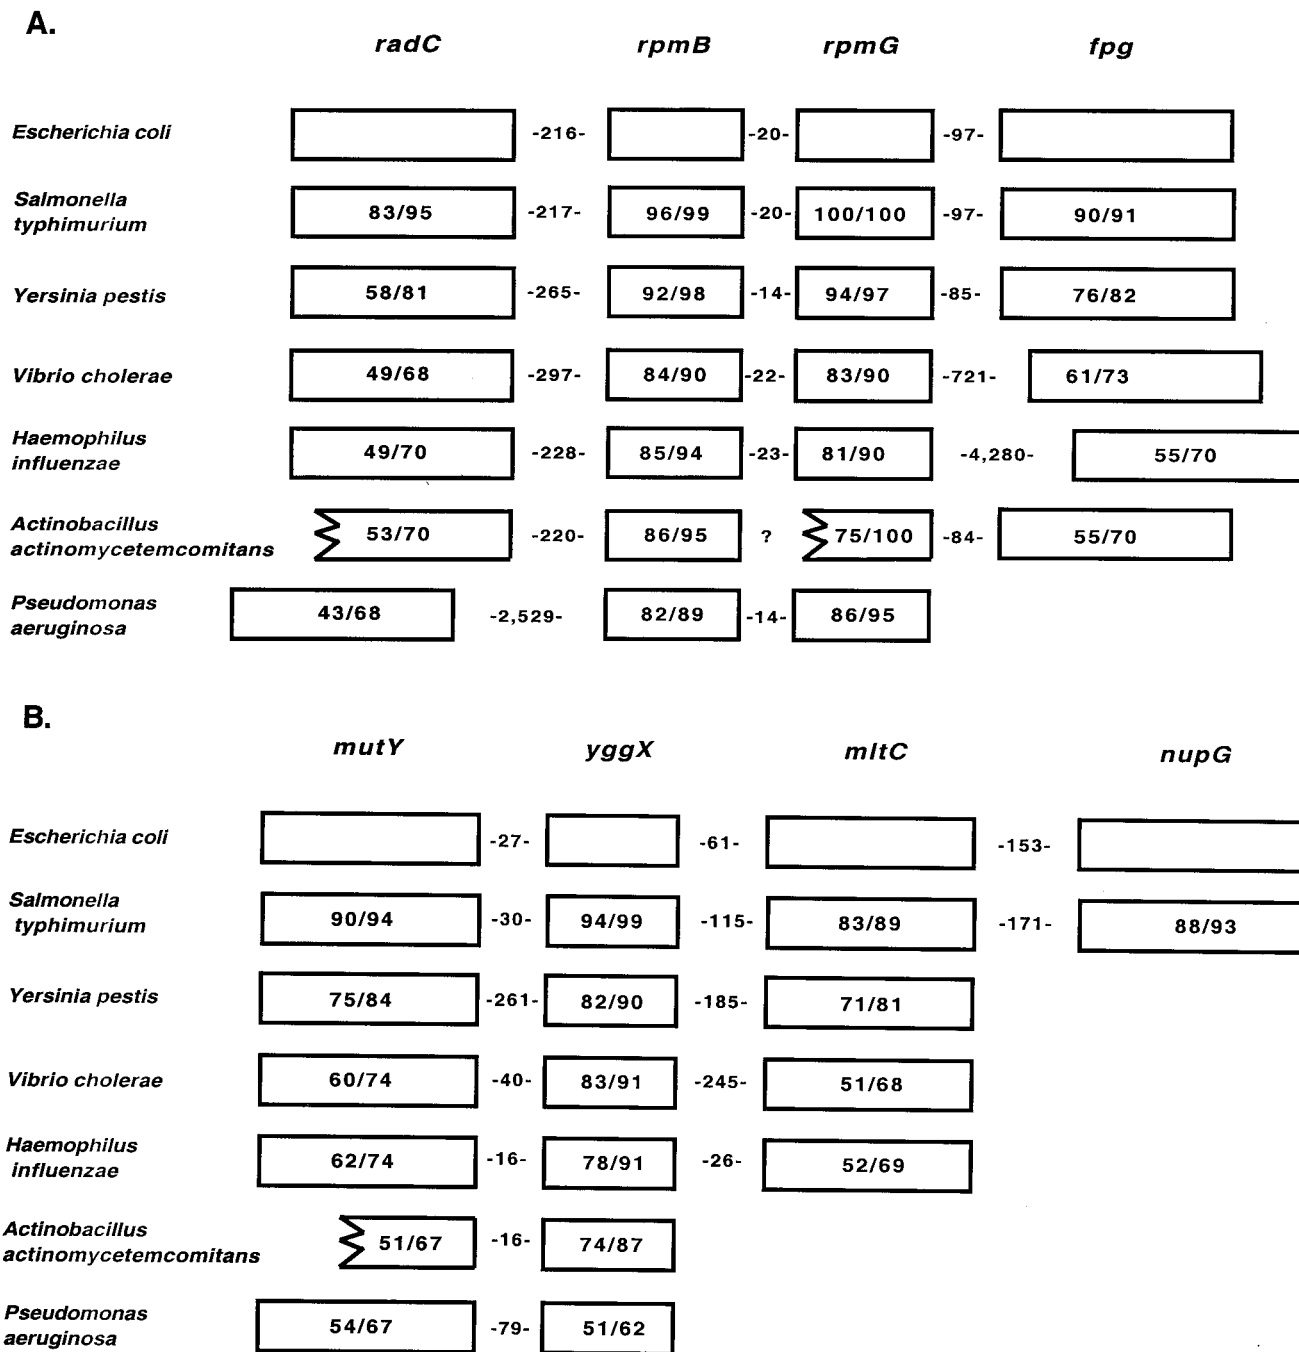 A.
radC rpmB rpmG fpg
Escherichia coli -216- -20- -97-
Salmonella
typhimurium 83/95 -217- 96/99 -20- 100/100 -97- 90/91
Yersinia pestis 58/81 -265- 92/98 -14- 94/97 -85- 76/82
Vibrio cholerae 49/68 -297- 84/90 -22- 83/90 -721- 61/73
Haemophilus
influenzae 49/70 -228- 85/94 -23- 81/90 -4,280- 55/70
Actinobacillus
actinomycetemcomitans 53/70 -220- 86/95 ? 75/100 -84- 55/70
Pseudomonas
aeruginosa 43/68 -2,529- 82/89 -14- 86/95
B.
mutY yggX mltC nupG
Escherichia coli -27- -61- -153-
Salmonella
typhimurium 90/94 -30- 94/99 -115- 83/89 -171- 88/93
Yersinia pestis 75/84 -261- 82/90 -185- 71/81
Vibrio cholerae 60/74 -40- 83/91 -245- 51/68
Haemophilus
influenzae 62/74 -16- 78/91 -26- 52/69
Actinobacillus
actinomycetemcomitans 51/67 -16- 74/87
Pseudomonas
aeruginosa 54/67 -79- 51/62